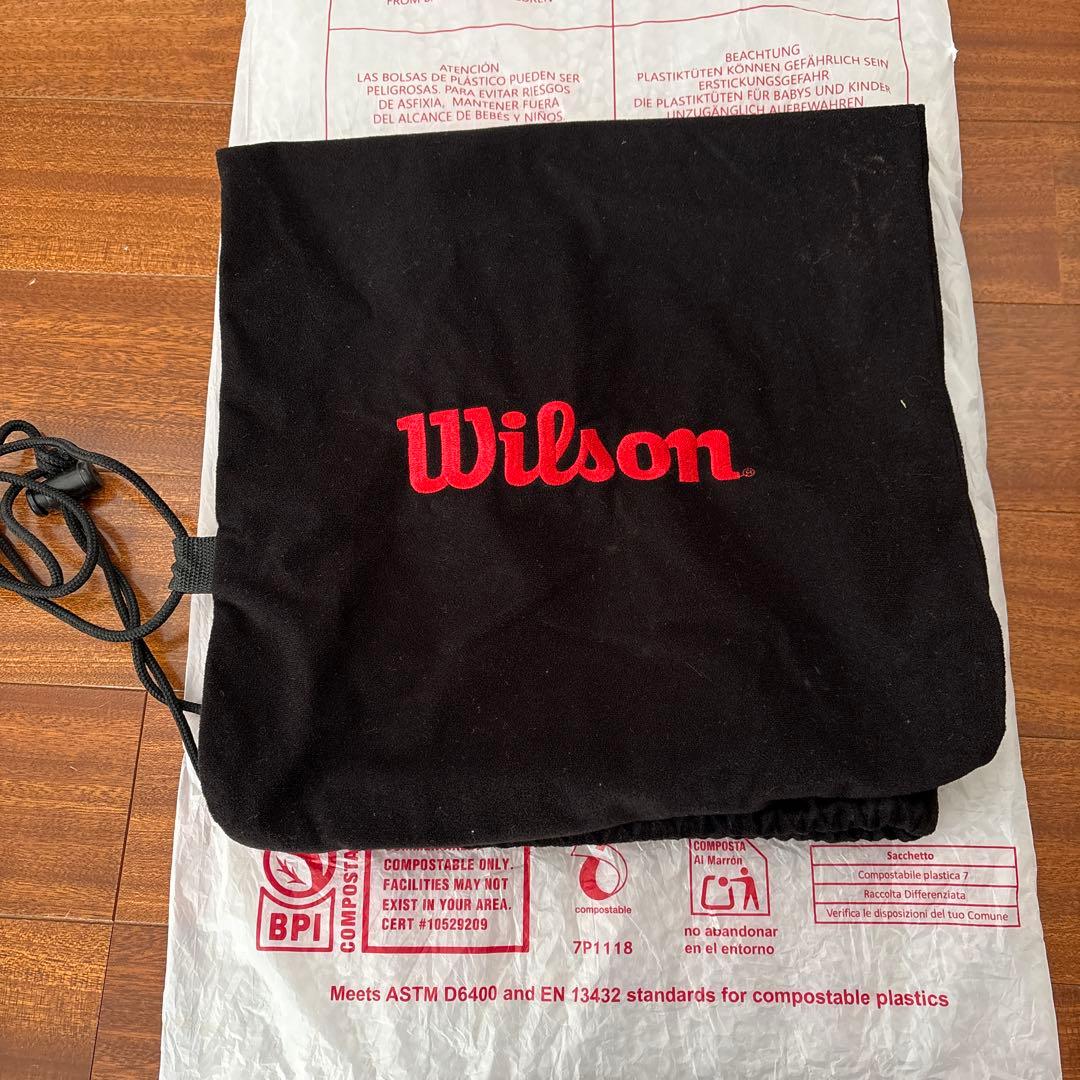 ATENCIÓN
LAS BOLSAS DE PLÁSTICO PUEDEN SER
PELIGROSAS. PARA EVITAR RIESGOS
DE ASFIXIA, MANTENER FUERA
DEL ALCANCE DE BEBÉS Y NIÑOS.
BEACHTUNG
PLASTIKTÜTEN KÖNNEN GEFÄHRLICH SEIN
ERSTICKUNGSGEFAHR
DIE PLASTIKTÜTEN FÜR BABYS UND KINDER
UNZUGÄNGLICH AUFBEWAHREN
Wilson®
BPI
COMPOSTA
COMPOSTABLE ONLY.
FACILITIES MAY NOT
EXIST IN YOUR AREA.
CERT #10529209
compostable
7P1118
COMPOSTA
Al Marrón
no abandonar
en el entorno
Sacchetto
Compostabile plastica 7
Raccolta Differenziata
Verifica le disposizioni del tuo Comune
Meets ASTM D6400 and EN 13432 standards for compostable plastics